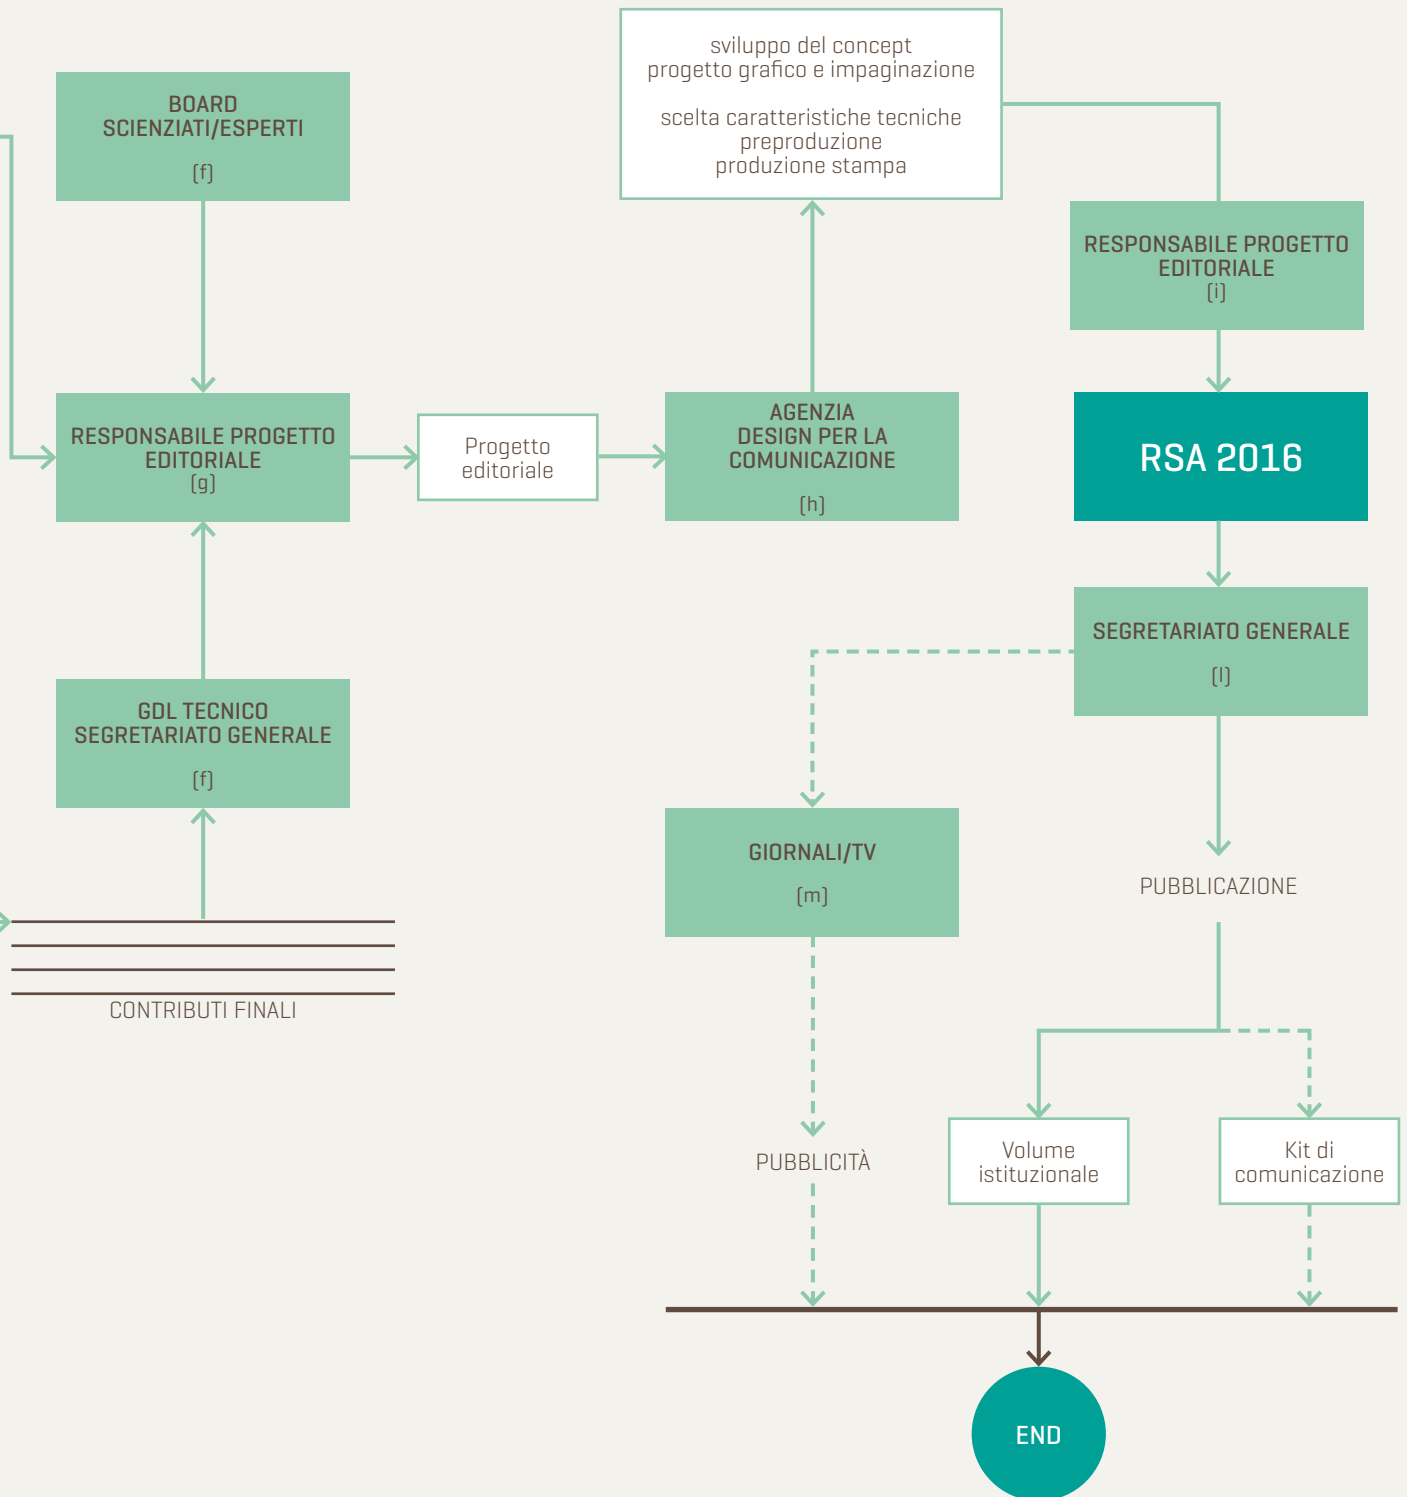 BOARD
SCIENZIATI/ESPERTI
(f)
RESPONSABILE PROGETTO
EDITORIALE
(g)
GDL TECNICO
SEGRETARIATO GENERALE
(f)
CONTRIBUTI FINALI
Progetto
editoriale
sviluppo del concept
progetto grafico e impaginazione
scelta caratteristiche tecniche
preproduzione
produzione stampa
AGENZIA
DESIGN PER LA
COMUNICAZIONE
(h)
RESPONSABILE PROGETTO
EDITORIALE
(i)
RSA 2016
SEGRETARIATO GENERALE
(l)
GIORNALI/TV
(m)
PUBBLICITÀ
PUBBLICAZIONE
Volume
istituzionale
Kit di
comunicazione
END